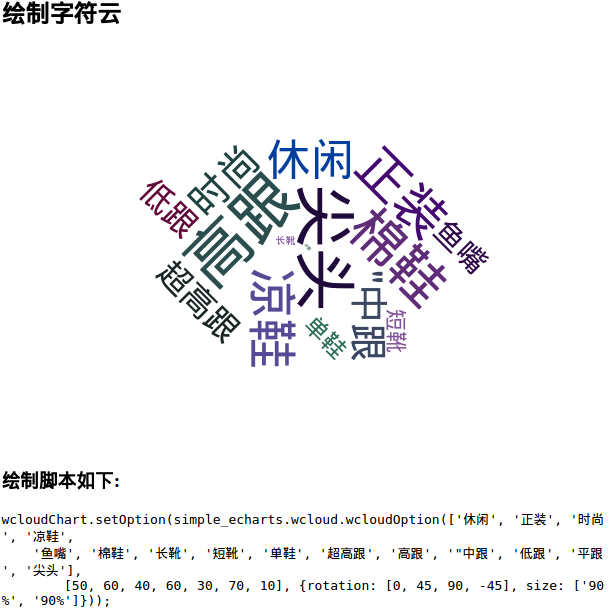 绘制字符云
休闲
正装
时尚
低跟
高跟
尖头
棉鞋
鱼嘴
长靴
超高跟
凉鞋
单鞋
"中跟
短靴
绘制脚本如下:
wcloudChart.setOption(simple_echarts.wcloud.wcloudOption(['休闲', '正装', '时尚
', '凉鞋',
    '鱼嘴', '棉鞋', '长靴', '短靴', '单鞋', '超高跟', '高跟', '"中跟', '低跟', '平跟
', '尖头'],
        [50, 60, 40, 60, 30, 70, 10], {rotation: [0, 45, 90, -45], size: ['90
%', '90%']}));